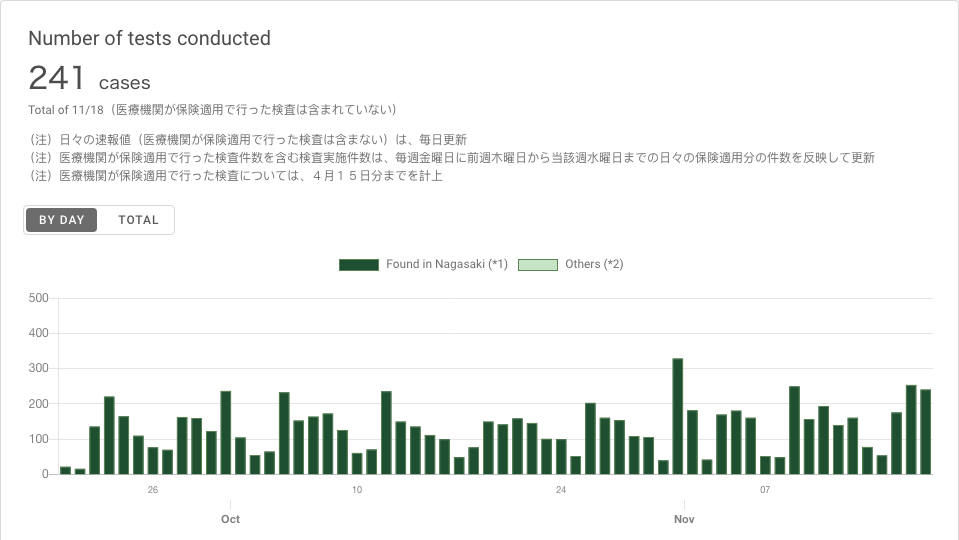 Number of tests conducted
241 cases
Total of 11/18（医療機関が保険適用で行った検査は含まれていない）
（注）日々の速報値（医療機関が保険適用で行った検査は含まない）は、毎日更新
（注）医療機関が保険適用で行った検査件数を含む検査実施件数は、毎週金曜日に前週木曜日から当該週水曜日までの日々の保険適用分の件数を反映して更新
（注）医療機関が保険適用で行った検査については、４月１５日分までを計上
BY DAY TOTAL
Found in Nagasaki (*1) Others (*2)
500
400
300
200
100
0
26 10 24 07
Oct Nov